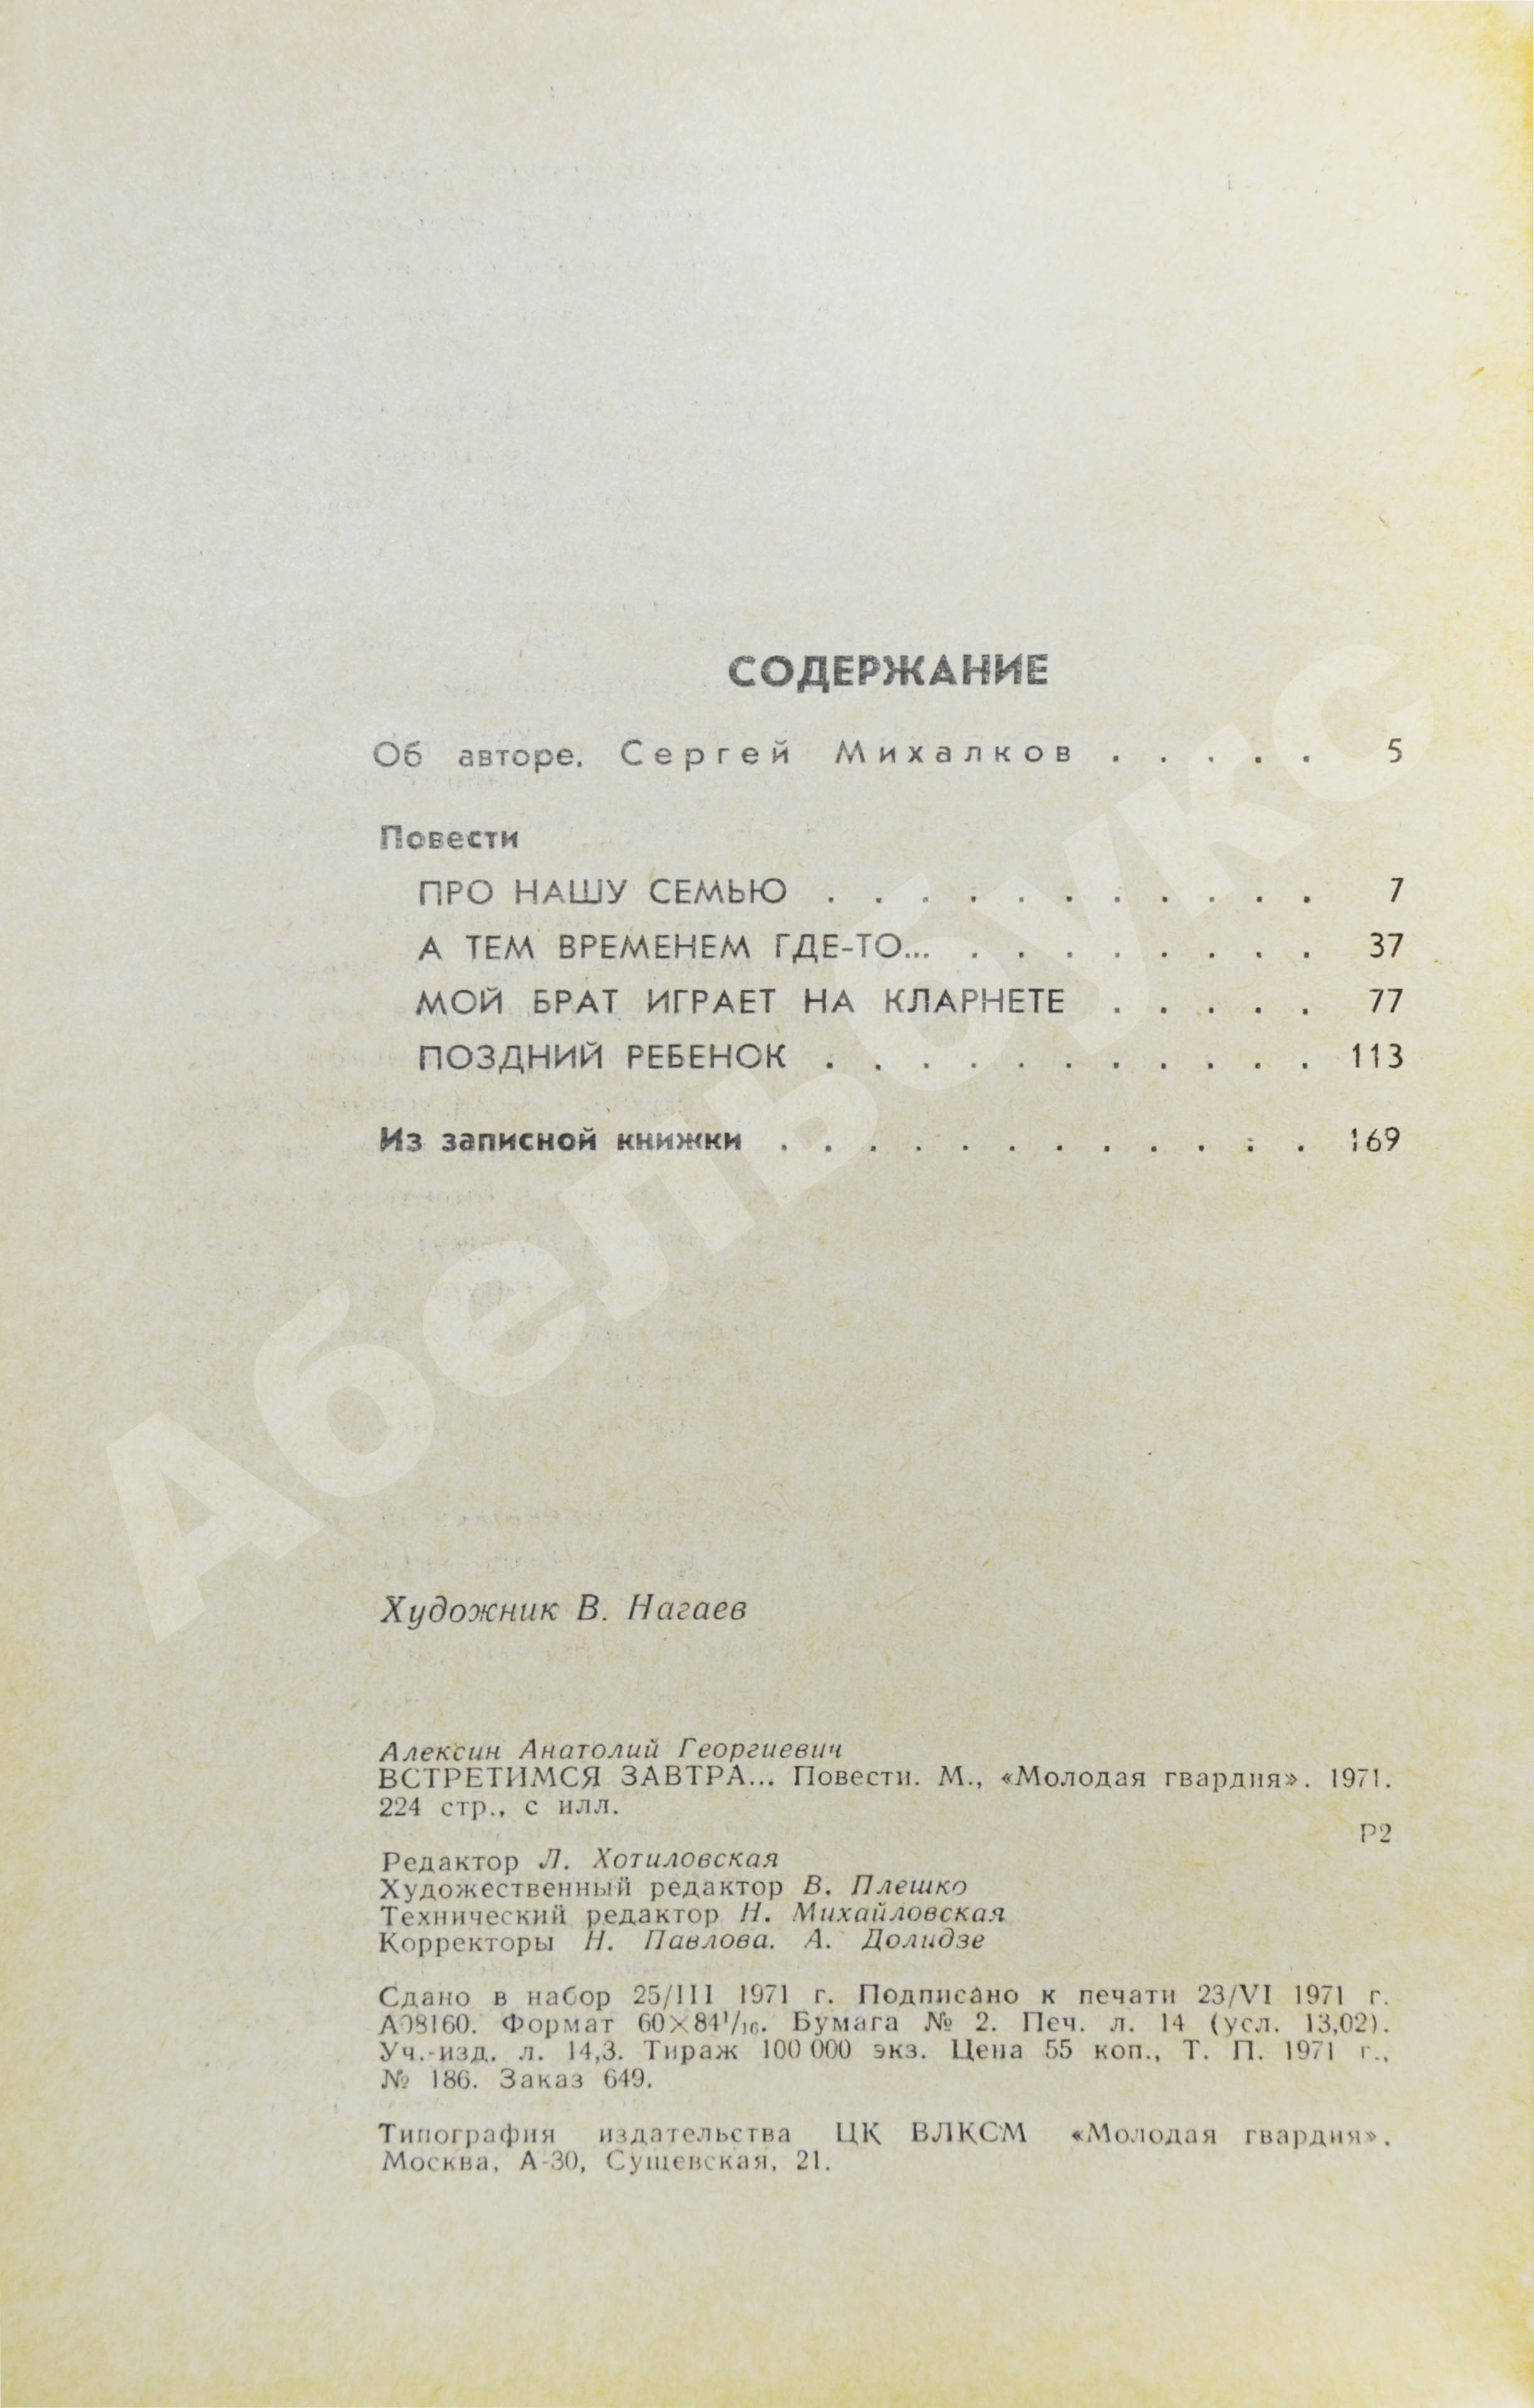 СОДЕРЖАНИЕ
Об авторе. Сергей Михалков . . . . . 5
Повести
ПРО НАШУ СЕМЬЮ . . . . . . . . . . . 7
А ТЕМ ВРЕМЕНЕМ ГДЕ-ТО... . . . . . . . . 37
МОЙ БРАТ ИГРАЕТ НА КЛАРНЕТЕ . . . . . 77
ПОЗДНИЙ РЕБЕНОК . . . . . . . . . . . 113
Из записной книжки . . . . . . . . . . . . 169
АбельБукс
Художник В. Нагаев
Алексин Анатолий Георгиевич
ВСТРЕТИМСЯ ЗАВТРА... Повести. М., «Молодая гвардия». 1971.
224 стр., с илл.
Р2
Редактор Л. Хотиловская
Художественный редактор В. Плешко
Технический редактор Н. Михайловская
Корректоры Н. Павлова. А. Долидзе
Сдано в набор 25/III 1971 г. Подписано к печати 23/VI 1971 г.
А08160. Формат 60×84¹/₁₆. Бумага № 2. Печ. л. 14 (усл. 13,02).
Уч.-изд. л. 14,3. Тираж 100 000 экз. Цена 55 коп., Т. П. 1971 г.,
№ 186. Заказ 649.
Типография издательства ЦК ВЛКСМ «Молодая гвардия».
Москва, А-30, Сущевская, 21.